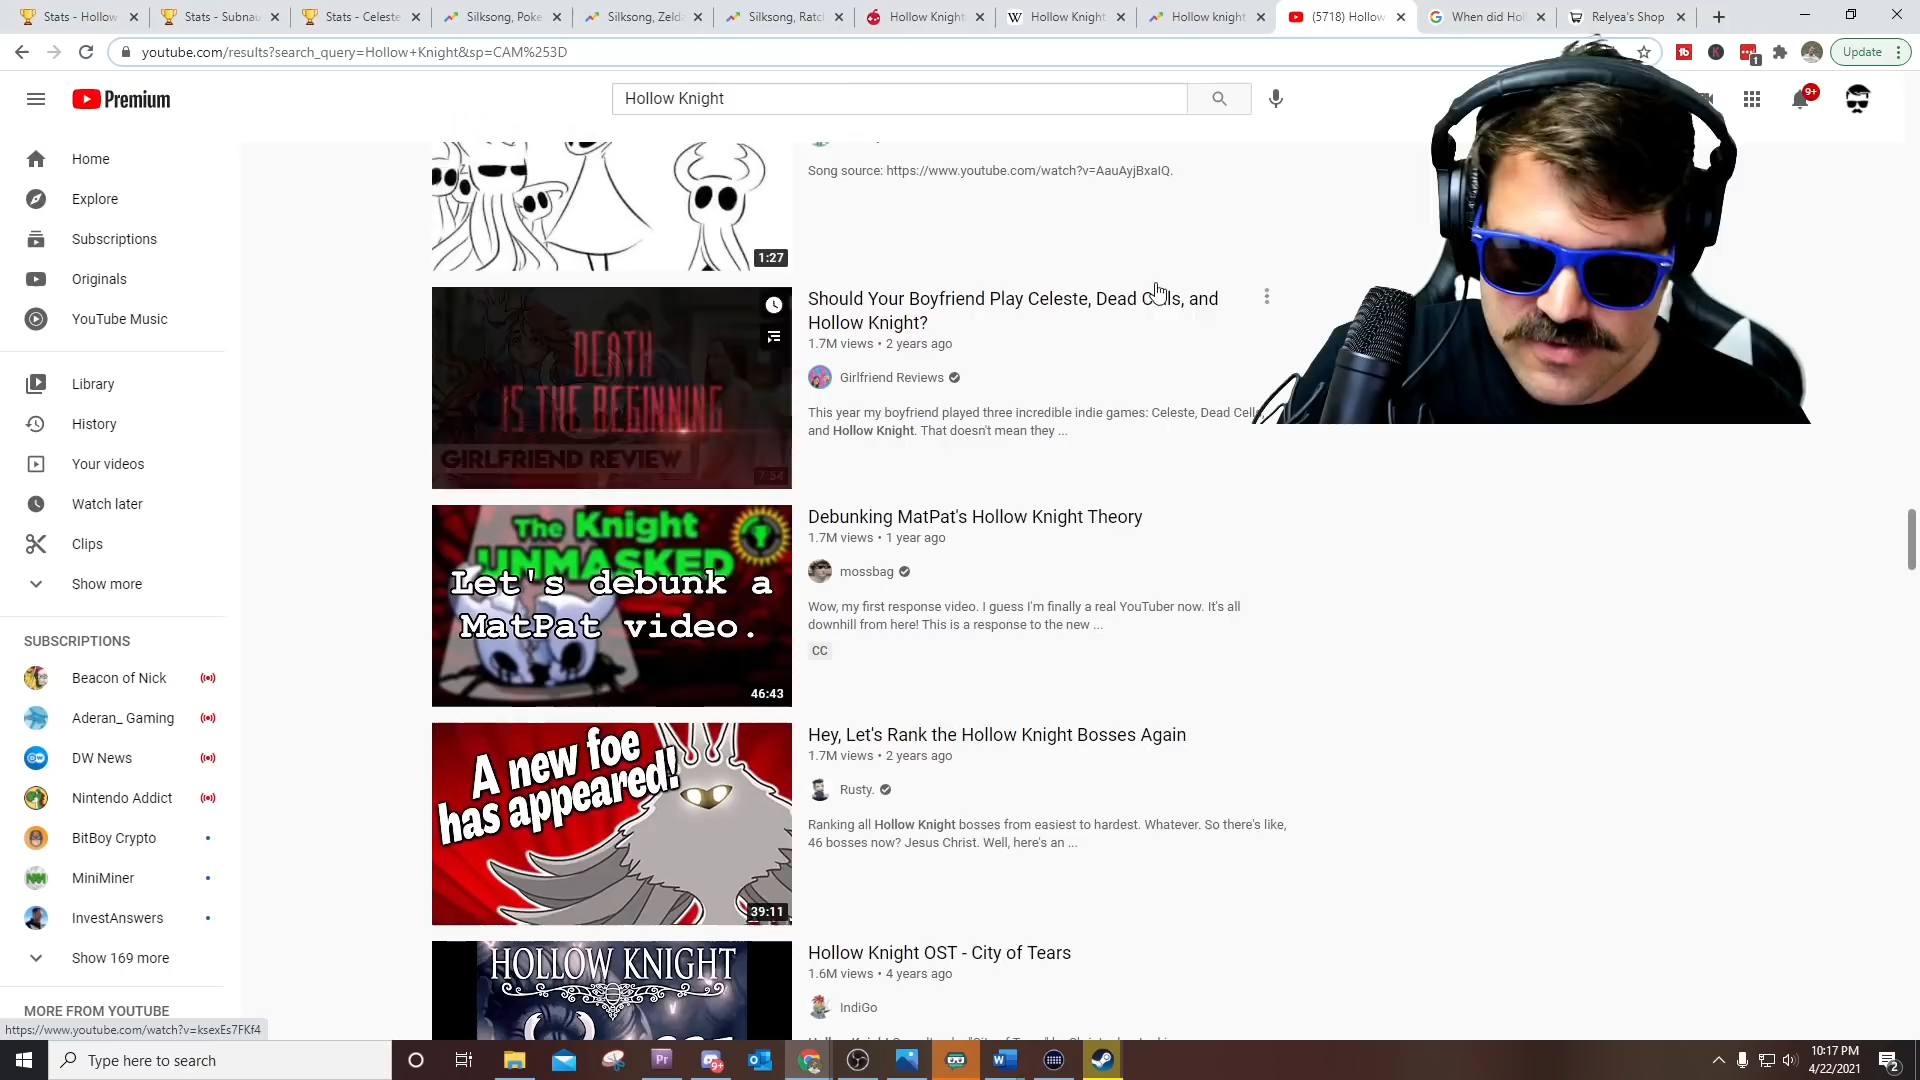 Stats - Hollow
Stats - Subnau
Stats - Celeste
Silksong, Poke
Silksong, Zelda
Silksong, Ratch
Hollow Knight
Hollow Knight
Hollow knight
(5718) Hollow
When did Hol
Relyea's Shop
youtube.com/results?search_query=Hollow+Knight&sp=CAM%253D
Update
Premium
Hollow Knight
9+
Home
Explore
Subscriptions
Originals
YouTube Music
Library
History
Your videos
Watch later
Clips
Show more
SUBSCRIPTIONS
Beacon of Nick
Aderan_ Gaming
DW News
Nintendo Addict
BitBoy Crypto
MiniMiner
InvestAnswers
Show 169 more
MORE FROM YOUTUBE
https://www.youtube.com/watch?v=ksexEs7FKf4
Song source: https://www.youtube.com/watch?v=AauAyjBxaIQ.
1:27
DEATH
IS THE BEGINNING
GIRLFRIEND REVIEW
7:54
Should Your Boyfriend Play Celeste, Dead Cells, and
Hollow Knight?
1.7M views • 2 years ago
Girlfriend Reviews
This year my boyfriend played three incredible indie games: Celeste, Dead Cells,
and Hollow Knight. That doesn't mean they ...
The Knight
UNMASKED
Let's debunk a
MatPat video.
46:43
Debunking MatPat's Hollow Knight Theory
1.7M views • 1 year ago
mossbag
Wow, my first response video. I guess I'm finally a real YouTuber now. It's all
downhill from here! This is a response to the new ...
CC
A new foe
has appeared!
39:11
Hey, Let's Rank the Hollow Knight Bosses Again
1.7M views • 2 years ago
Rusty.
Ranking all Hollow Knight bosses from easiest to hardest. Whatever. So there's like,
46 bosses now? Jesus Christ. Well, here's an ...
HOLLOW KNIGHT
Hollow Knight OST - City of Tears
1.6M views • 4 years ago
IndiGo
Type here to search
10:17 PM
4/22/2021
2